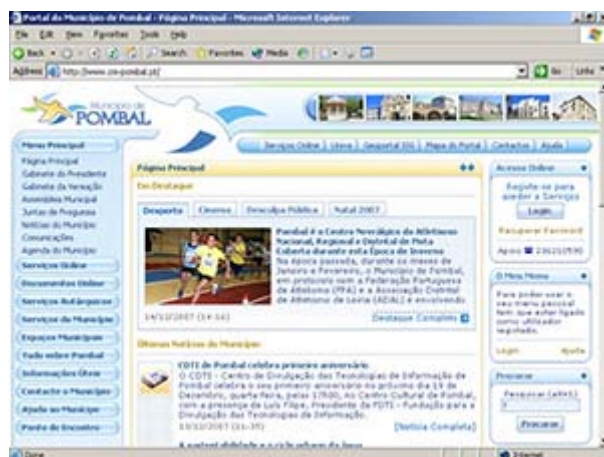 Portal do Município de Pombal - Página Principal - Microsoft Internet Explorer
File Edit View Favorites Tools Help
Back Search Favorites Media
Address http://www.cm-pombal.pt/ Go Links
Município de
POMBAL
Serviços Online | | Geoportal SIG | Mapa do Portal | Contactos | Ajuda
Menu Principal
Página Principal
Gabinete da Presidente
Gabinete da Vereação
Assembleia Municipal
Juntas de Freguesia
Notícias do Município
Comunicações
Agenda do Município
Serviços Online
Documentos Online
Serviços Autárquicos
Serviços do Município
Espaços Municipais
Tudo sobre Pombal
Informações Úteis
Contacte o Município
Ajuda ao Munícipe
Ponto de Encontro
Página Principal
Em Destaque
Desporto Cinema Discussão Pública Natal 2007
Pombal é o Centro Nevrálgico do Atletismo
Nacional, Regional e Distrital de Pista
Coberta durante esta Época de Inverno
Na época passada, durante os meses de
Janeiro e Fevereiro, o Município de Pombal,
em protocolo com a Federação Portuguesa
de Atletismo (FPA) e a Associação Distrital
de Atletismo de Leiria (ADAL) e envolvendo
14/12/2007
Destaque Completo
Últimas Notícias do Município
CDTI de Pombal celebra primeiro aniversário
O CDTI - Centro de Divulgação das Tecnologias de Informação de
Pombal celebra o seu primeiro aniversário no próximo dia 19 de
Dezembro, quarta feira, pelas 17h00, no Centro Cultural de Pombal,
com a presença de Luís Filipe, Presidente da FDTI - Fundação para a
Divulgação das Tecnologias de Informação.
[Notícia Completa]
A sustentabilidade e o ciclo urbano da água
Acesso Online
Registe-se para
aceder a Serviços
Login
Recuperar Password
Apoio 236210590
O Meu Menu
Para poder usar o
seu menu pessoal
tem que estar ligado
como utilizador
registado.
Login Ajuda
Procurar
Pesquisar
Procurar
Done
Internet